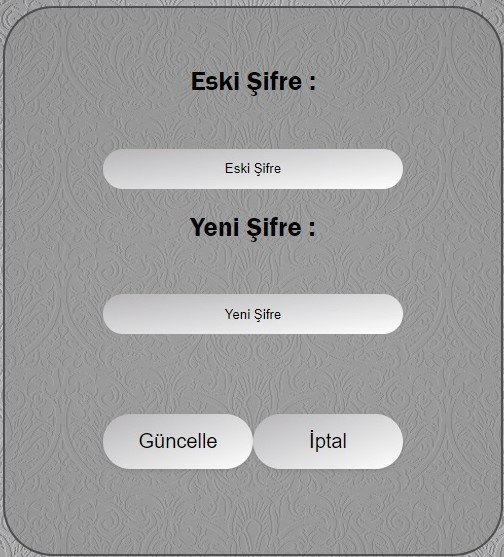 Eski Şifre :
Eski Şifre
Yeni Şifre :
Yeni Şifre
Güncelle İptal